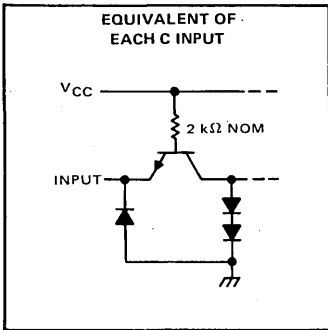 EQUIVALENT OF
EACH C INPUT
VCC
2 kΩ NOM
INPUT